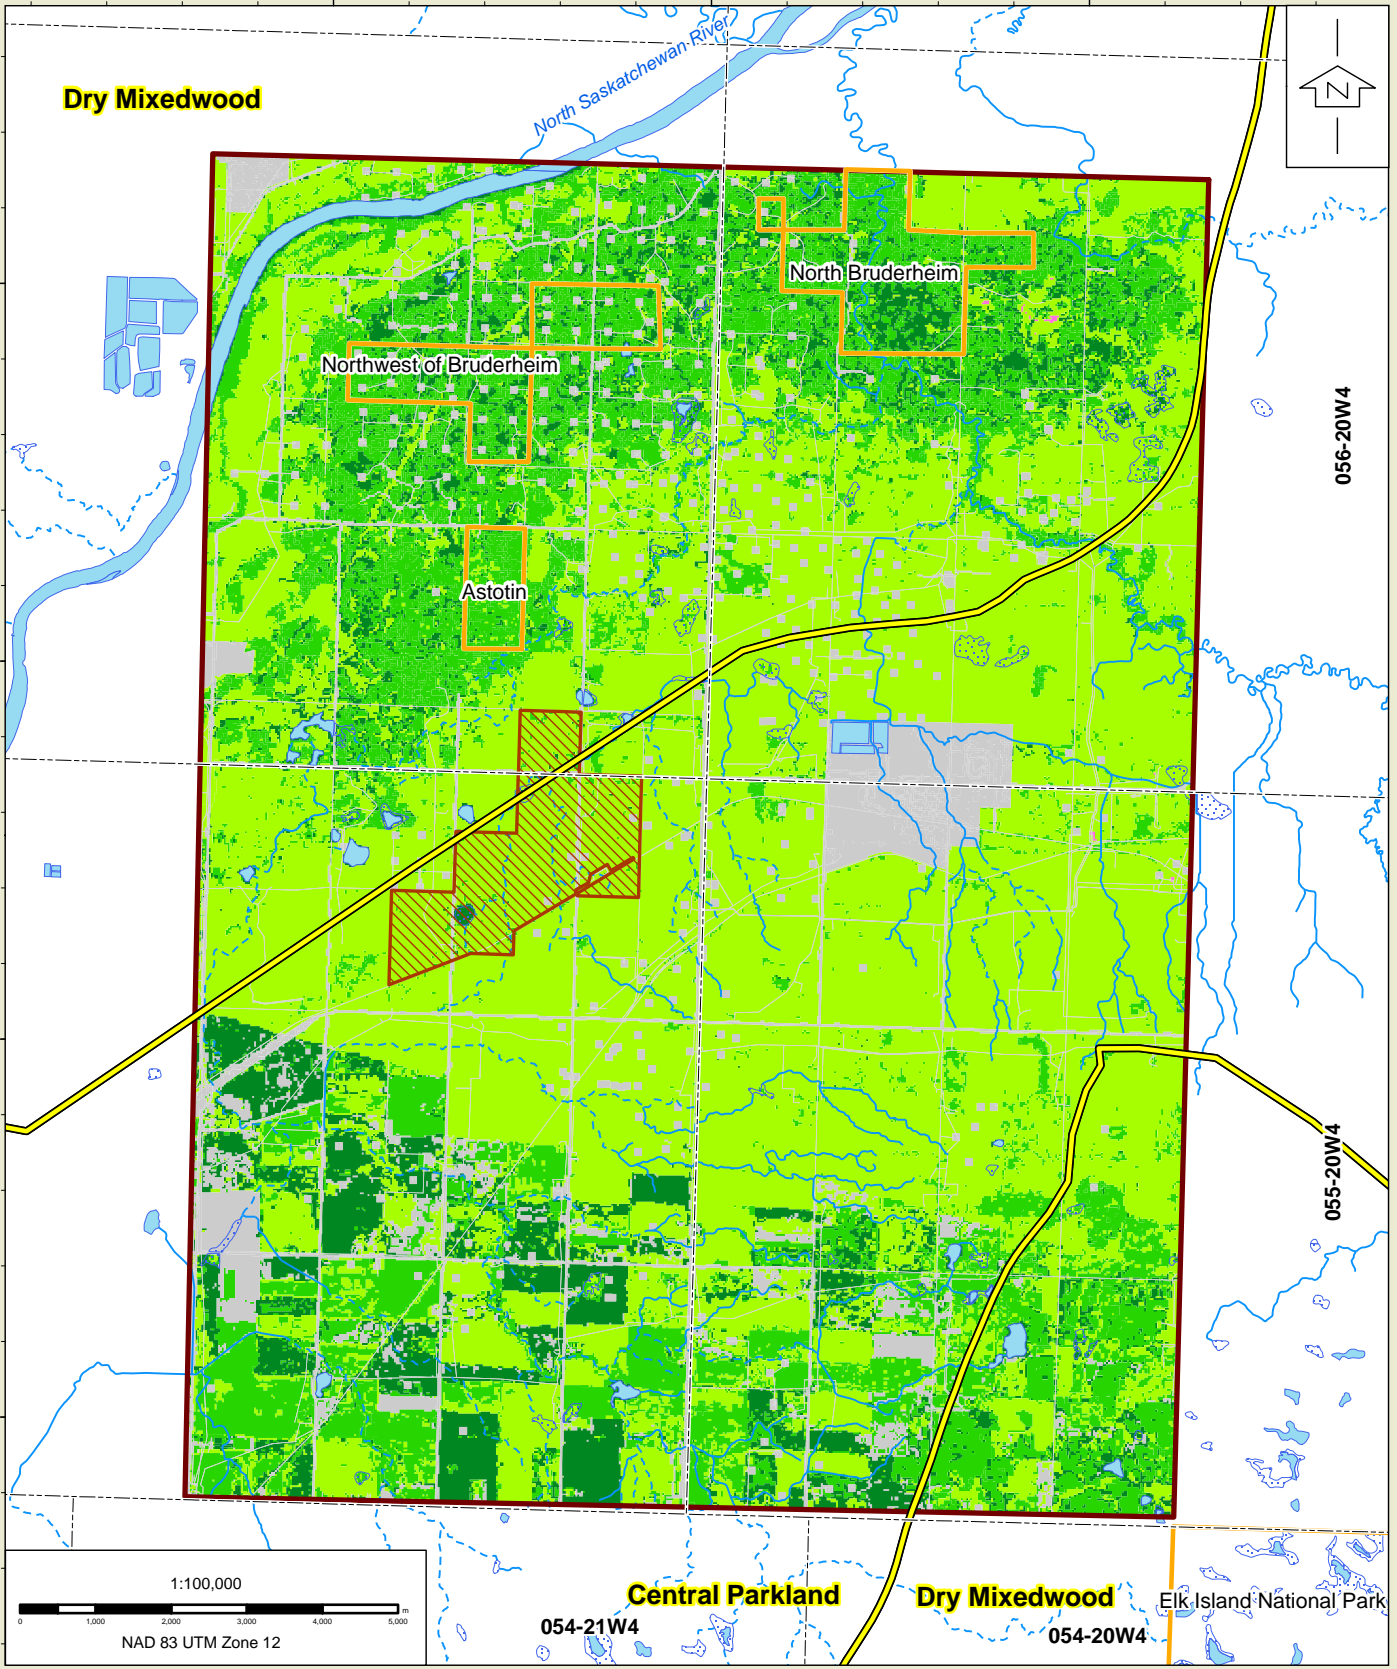 North Saskatchewan River
N
Dry Mixedwood
North Bruderheim
Northwest of Bruderheim
056-20W4
Astotin
055-20W4
1:100,000
m
0 1,000 2,000 3,000 4,000 5,000
NAD 83 UTM Zone 12
Central Parkland
Dry Mixedwood
Elk Island National Park
054-21W4
054-20W4